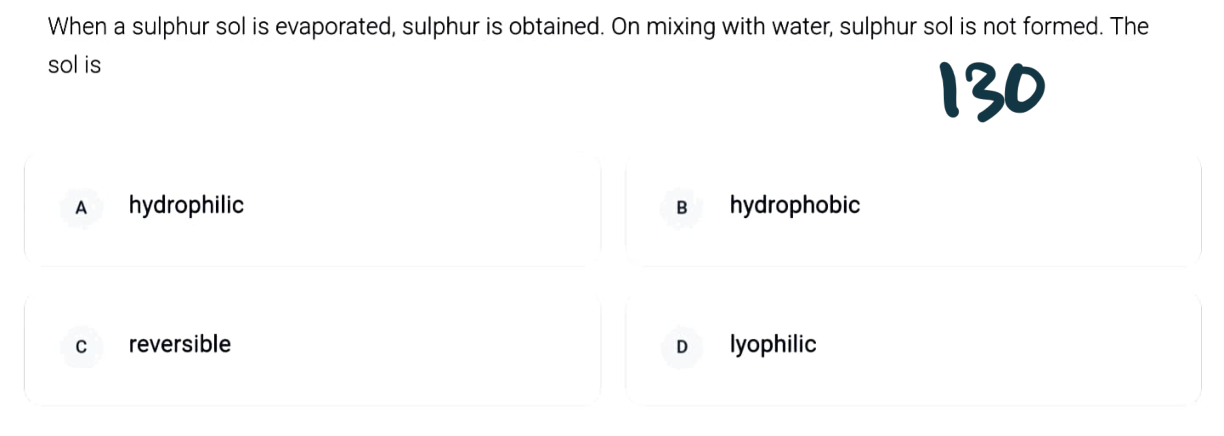 When a sulphur sol is evaporated, sulphur is obtained. On mixing with water, sulphur sol is not formed. The
sol is
130
A hydrophilic
B hydrophobic
C reversible
D lyophilic